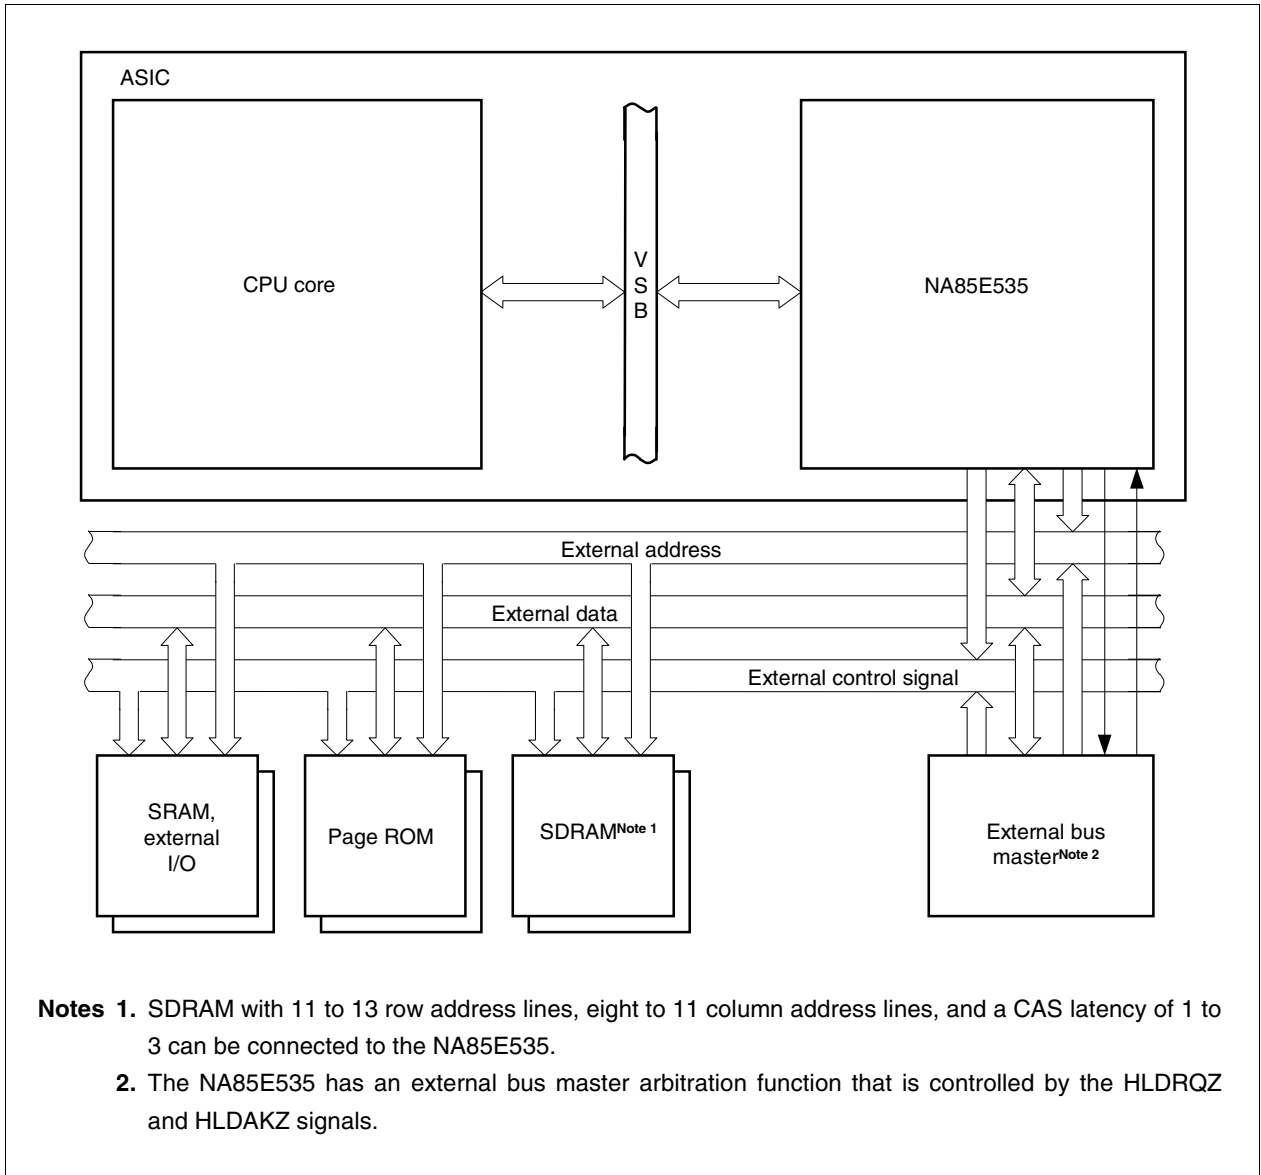 ASIC
CPU core
V
S
B
NA85E535
External address
External data
External control signal
SRAM,
external
I/O
Page ROM
SDRAMNote 1
External bus
masterNote 2
Notes 1. SDRAM with 11 to 13 row address lines, eight to 11 column address lines, and a CAS latency of 1 to
3 can be connected to the NA85E535.
2. The NA85E535 has an external bus master arbitration function that is controlled by the HLDRQZ
and HLDAKZ signals.